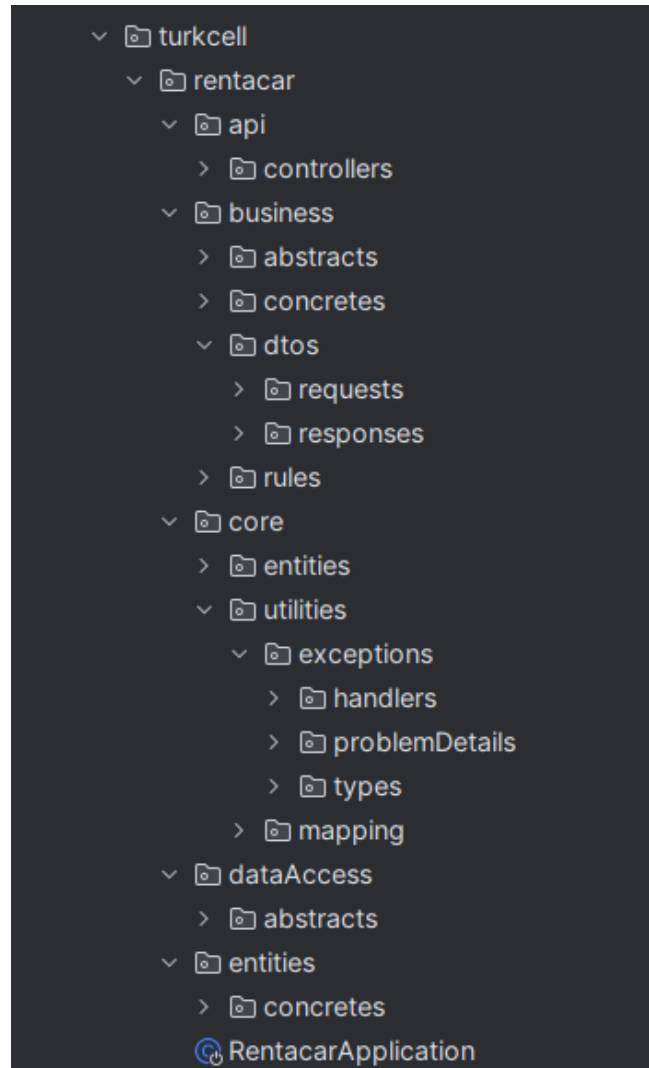 turkcell
rentacar
api
controllers
business
abstracts
concretes
dtos
requests
responses
rules
core
entities
utilities
exceptions
handlers
problemDetails
types
mapping
dataAccess
abstracts
entities
concretes
RentacarApplication